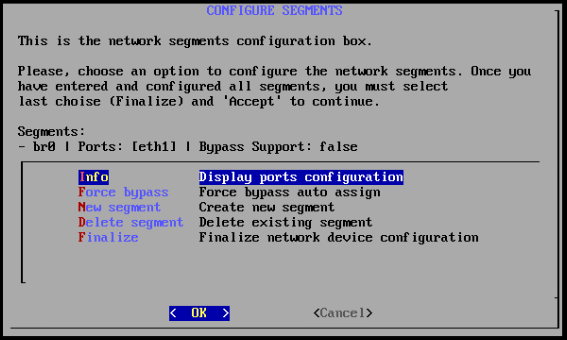 CONFIGURE SEGMENTS
This is the network segments configuration box.
Please, choose an option to configure the network segments. Once you
have entered and configured all segments, you must select
last choise (Finalize) and 'Accept' to continue.
Segments:
- br0 | Ports: [eth1] | Bypass Support: false
Info Display ports configuration
Force bypass Force bypass auto assign
New segment Create new segment
Delete segment Delete existing segment
Finalize Finalize network device configuration
< OK > <Cancel>